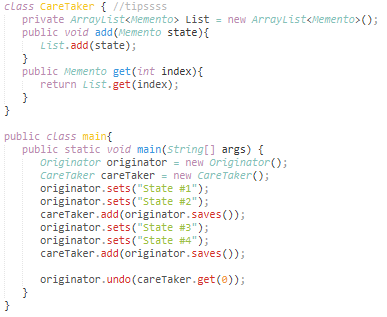 class CareTaker { //tipssss
private ArrayList<Memento> List = new ArrayList<Memento>();
public void add(Memento state){
List.add(state);
}
public Memento get(int index){
return List.get(index);
}
}
public class main{
public static void main(String[] args) {
Originator originator = new Originator();
CareTaker careTaker = new CareTaker();
originator.sets("State #1");
originator.sets("State #2");
careTaker.add(originator.saves());
originator.sets("State #3");
originator.sets("State #4");
careTaker.add(originator.saves());
originator.undo(careTaker.get(0));
}
}